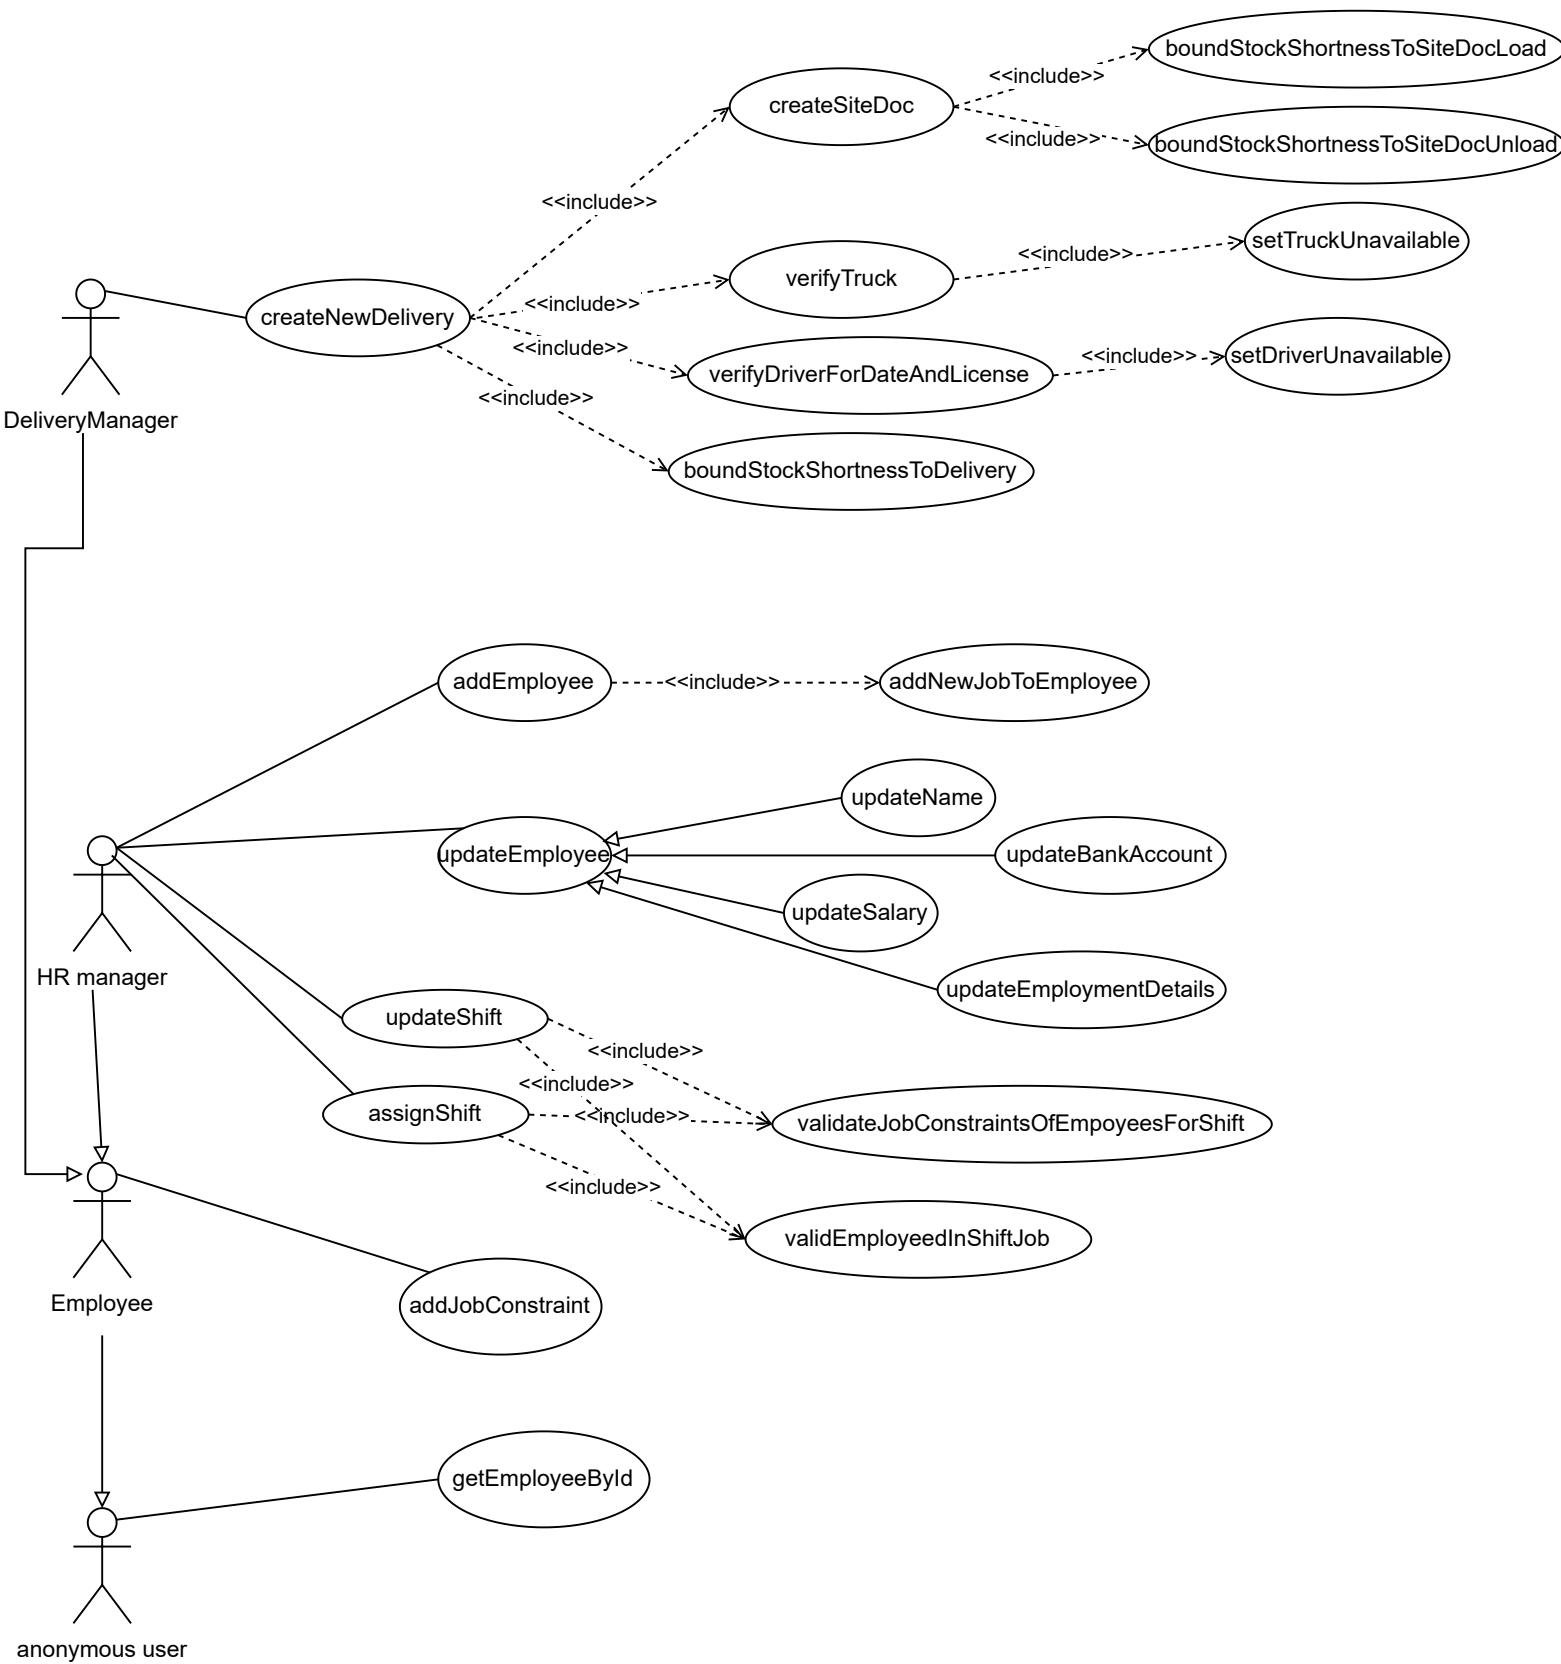 boundStockShortnessToSiteDocLoad
<<include>>
createSiteDoc
<<include>>
boundStockShortnessToSiteDocUnload
<<include>>
setTruckUnavailable
<<include>>
verifyTruck
<<include>>
createNewDelivery
<<include>>
verifyDriverForDateAndLicense
<<include>>
setDriverUnavailable
<<include>>
DeliveryManager
boundStockShortnessToDelivery
addEmployee
<<include>>
addNewJobToEmployee
updateName
updateEmployee
updateBankAccount
updateSalary
HR manager
updateEmploymentDetails
updateShift
<<include>>
<<include>>
assignShift
<<include>>
validateJobConstraintsOfEmpoyeesForShift
<<include>>
validEmployeedInShiftJob
Employee
addJobConstraint
getEmployeeById
anonymous user